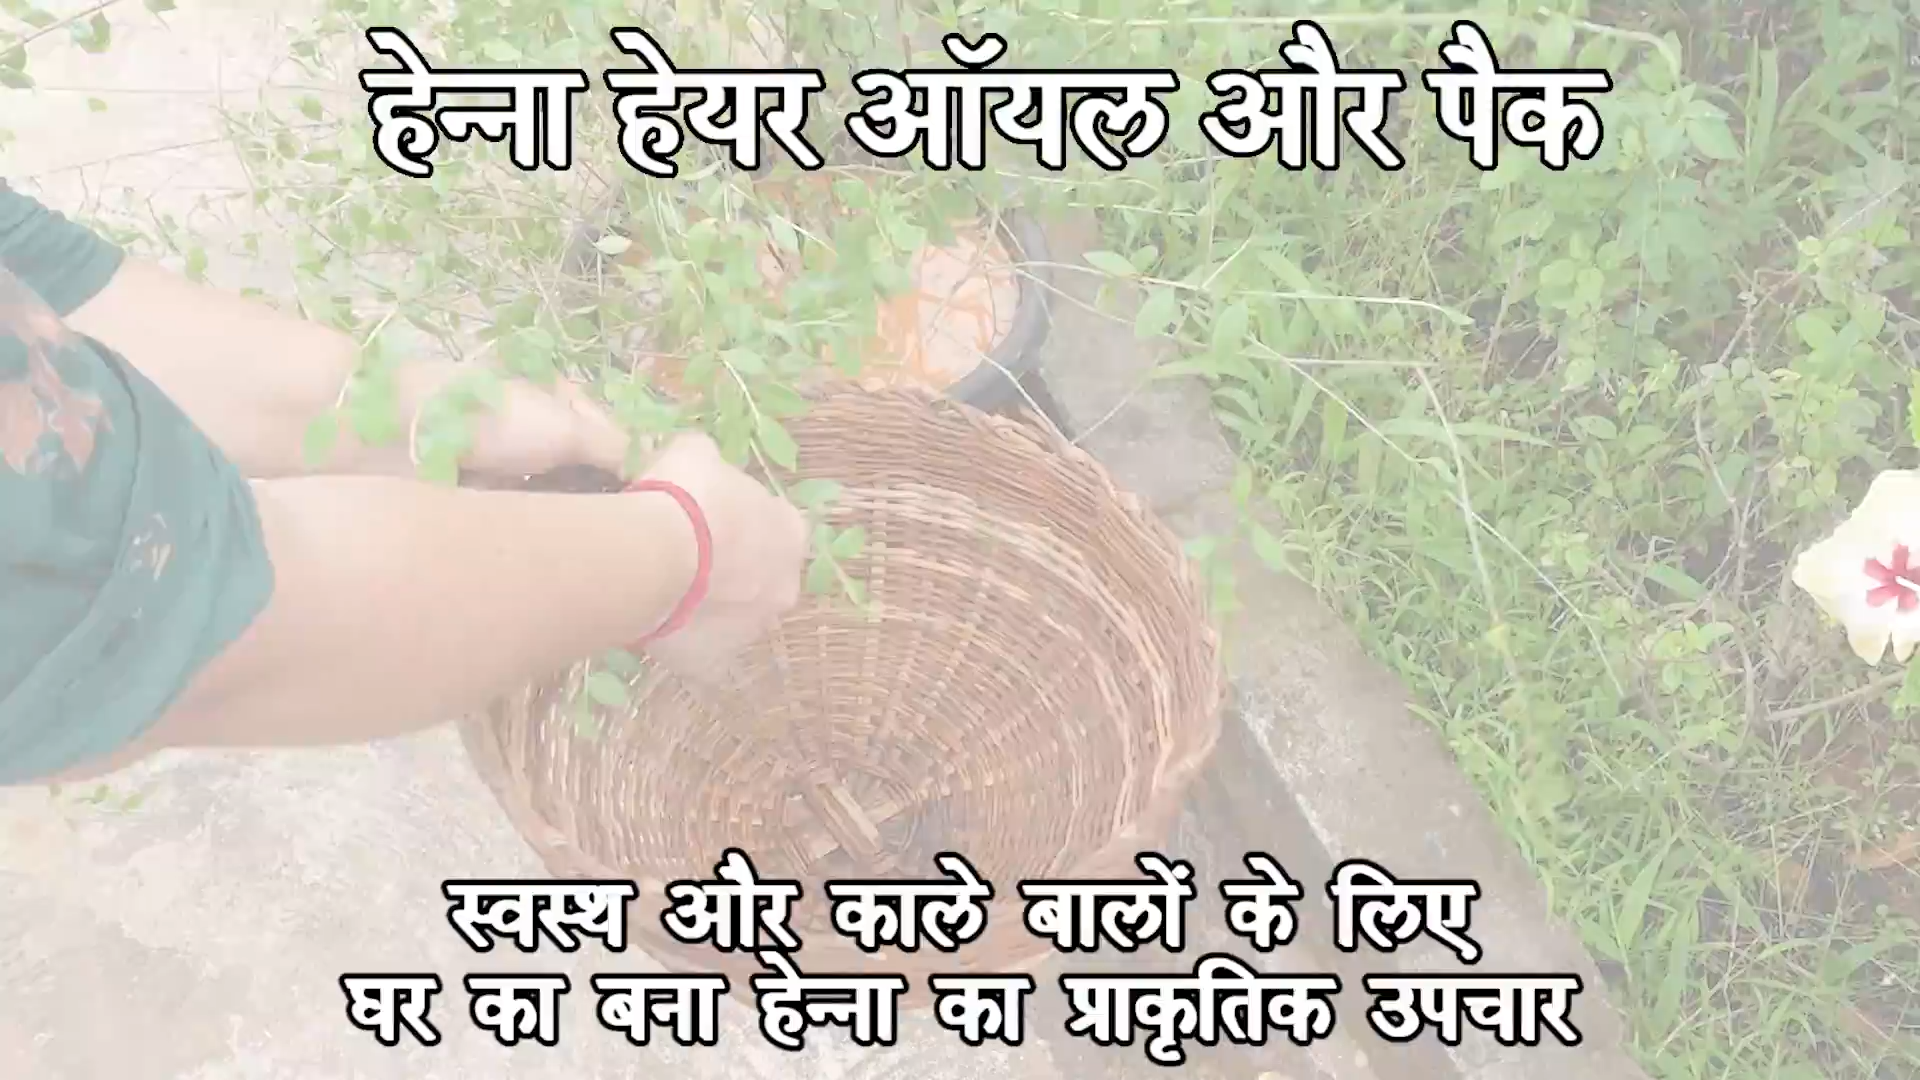 हेन्ना हेयर ऑयल और पैक
स्वस्थ और काले बालों के लिए
घर का बना हेन्ना का प्राकृतिक उपचार